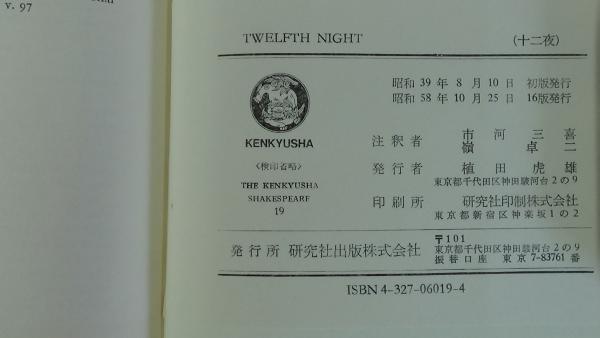 v. 97
TWELFTH NIGHT (十二夜)
昭和 39 年 8 月 10 日 初版発行
昭和 58 年 10 月 25 日 16版発行
KENKYUSHA
〈検印省略〉
THE KENKYUSHA
SHAKESPEARE
19
注釈者 市河三喜
嶺卓二
発行者 植田虎雄
東京都千代田区神田駿河台2の9
印刷所 研究社印刷株式会社
東京都新宿区神楽坂1の2
発行所 研究社出版株式会社
〒101
東京都千代田区神田駿河台2の9
振替口座 東京 7-83761 番
ISBN 4-327-06019-4